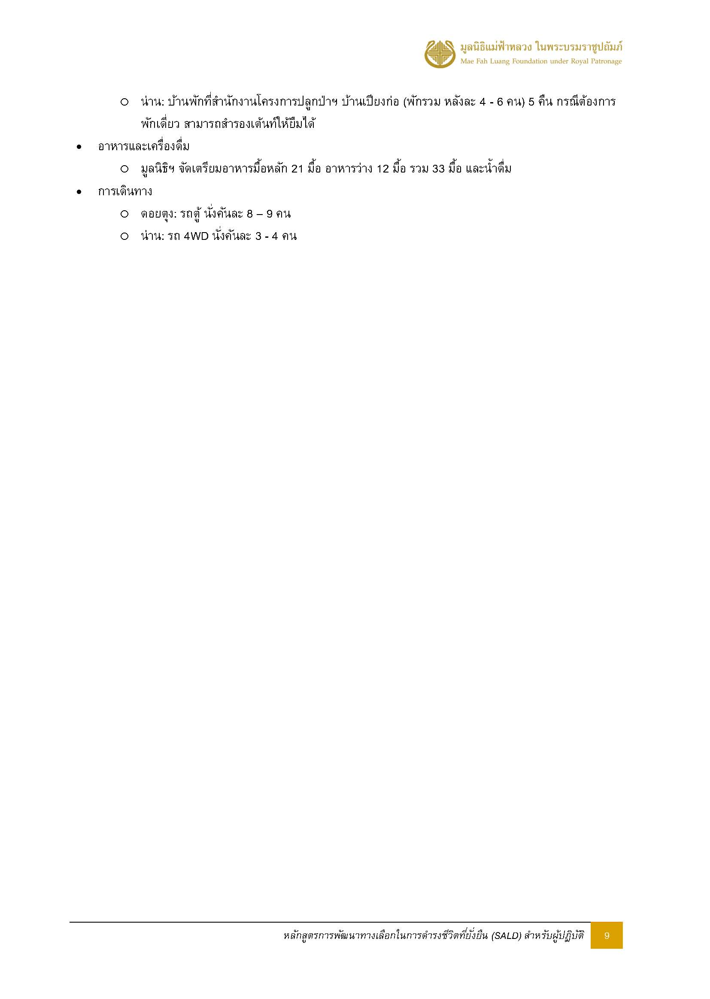 มูลนิธิแม่ฟ้าหลวง ในพระบรมราชูปถัมภ์
Mae Fah Luang Foundation under Royal Patronage
o น่าน: บ้านพักที่สำนักงานโครงการปลูกป่าฯ บ้านเปียงก่อ (พักรวม หลังละ 4 - 6 คน) 5 คืน กรณีต้องการ
พักเดี่ยว สามารถสำรองเต้นท์ให้ยืมได้
• อาหารและเครื่องดื่ม
o มูลนิธิฯ จัดเตรียมอาหารมื้อหลัก 21 มื้อ อาหารว่าง 12 มื้อ รวม 33 มื้อ และน้ำดื่ม
• การเดินทาง
o ดอยตุง: รถตู้ นั่งคันละ 8 – 9 คน
o น่าน: รถ 4WD นั่งคันละ 3 - 4 คน
หลักสูตรการพัฒนาทางเลือกในการดำรงชีวิตที่ยั่งยืน (SALD) สำหรับผู้ปฏิบัติ 9